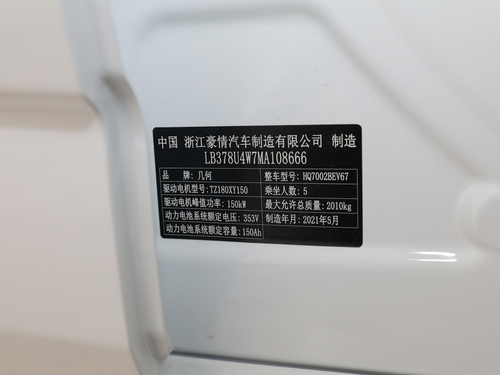 中国 浙江豪情汽车制造有限公司 制造
LB378U4W7MA108666
品牌：几何 整车型号：HQ7002BEV67
驱动电机型号：TZ180XY150 乘坐人数：5
驱动电机峰值功率：150kW 最大允许总质量：2010kg
动力电池系统额定电压：353V 制造年月：2021年5月
动力电池系统额定容量：150Ah